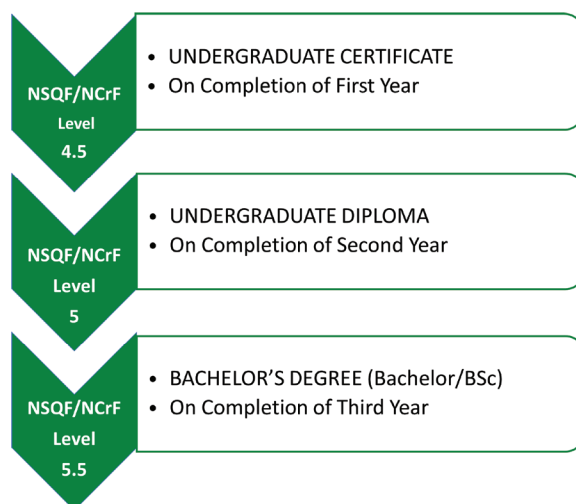 • UNDERGRADUATE CERTIFICATE
• On Completion of First Year
NSQF/NCrF
Level
4.5
• UNDERGRADUATE DIPLOMA
• On Completion of Second Year
NSQF/NCrF
Level
5
• BACHELOR’S DEGREE (Bachelor/BSc)
• On Completion of Third Year
NSQF/NCrF
Level
5.5